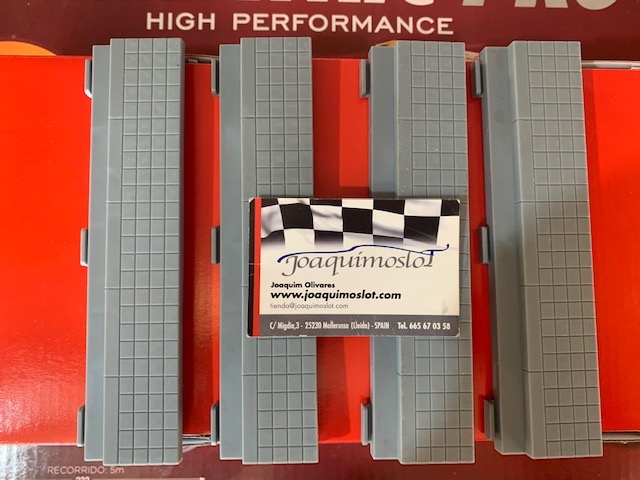 HIGH PERFORMANCE
Joaquimoslot
Joaquim Olivares
www.joaquimoslot.com
tienda@joaquimoslot.com
C/ Migdia,3 - 25230 Mollerussa (Lleida) - SPAIN Tel. 665 67 03 58
RECORRIDO: 5m